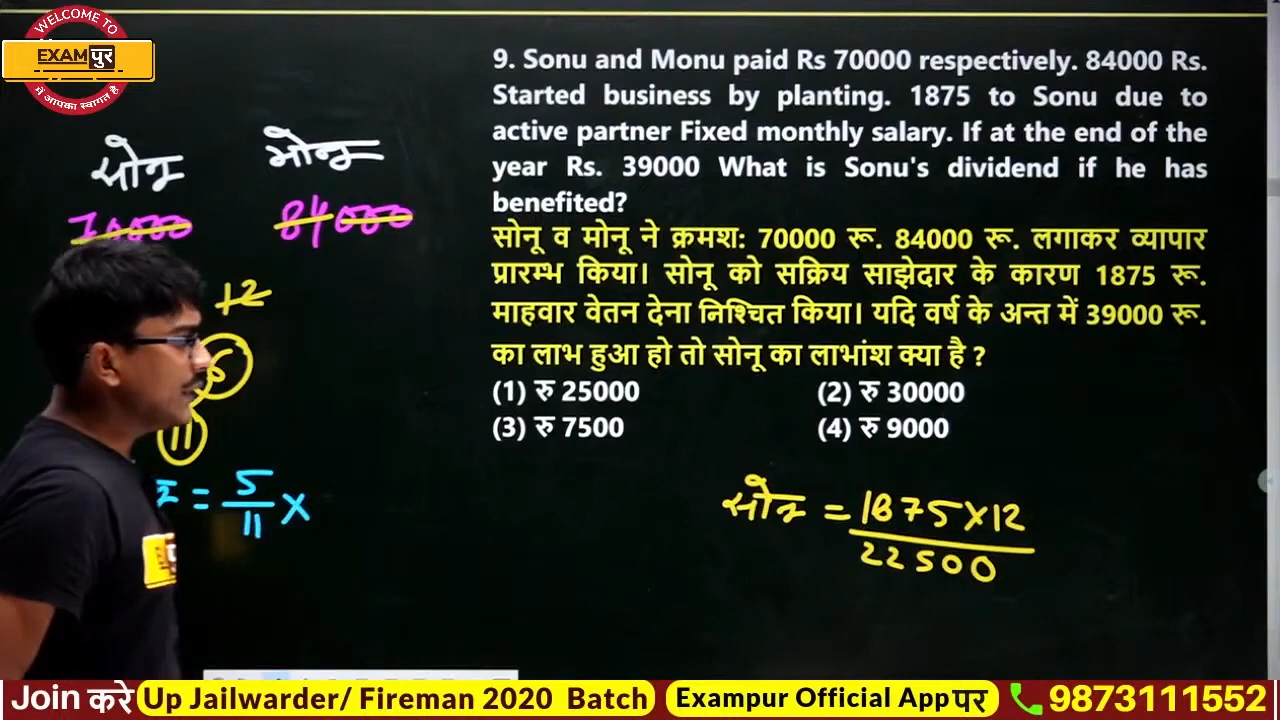 WELCOME TO
EXAMपुर
में आपका स्वागत है
सोनू मोनू
70000 84000
12
11
= 5/11 X
9. Sonu and Monu paid Rs 70000 respectively. 84000 Rs.
Started business by planting. 1875 to Sonu due to
active partner Fixed monthly salary. If at the end of the
year Rs. 39000 What is Sonu's dividend if he has
benefited?
सोनू व मोनू ने क्रमश: 70000 रू. 84000 रू. लगाकर व्यापार
प्रारम्भ किया। सोनू को सक्रिय साझेदार के कारण 1875 रू.
माहवार वेतन देना निश्चित किया। यदि वर्ष के अन्त में 39000 रू.
का लाभ हुआ हो तो सोनू का लाभांश क्या है ?
(1) रु 25000 (2) रु 30000
(3) रु 7500 (4) रु 9000
सोनू = 1875X12
22500
Join करे Up Jailwarder/ Fireman 2020 Batch Exampur Official App पर 9873111552